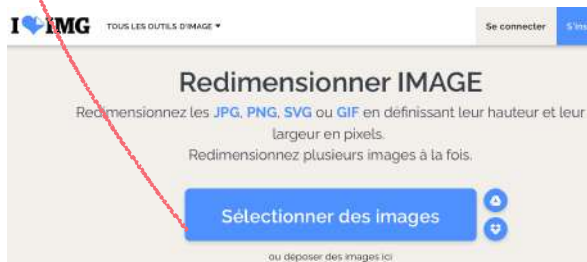 I IMG TOUS LES OUTILS D'IMAGE Se connecter
Redimensionner IMAGE
Redimensionnez les JPG, PNG, SVG ou GIF en définissant leur hauteur et leur
largeur en pixels.
Redimensionnez plusieurs images à la fois.
Sélectionner des images
ou déposer des images ici